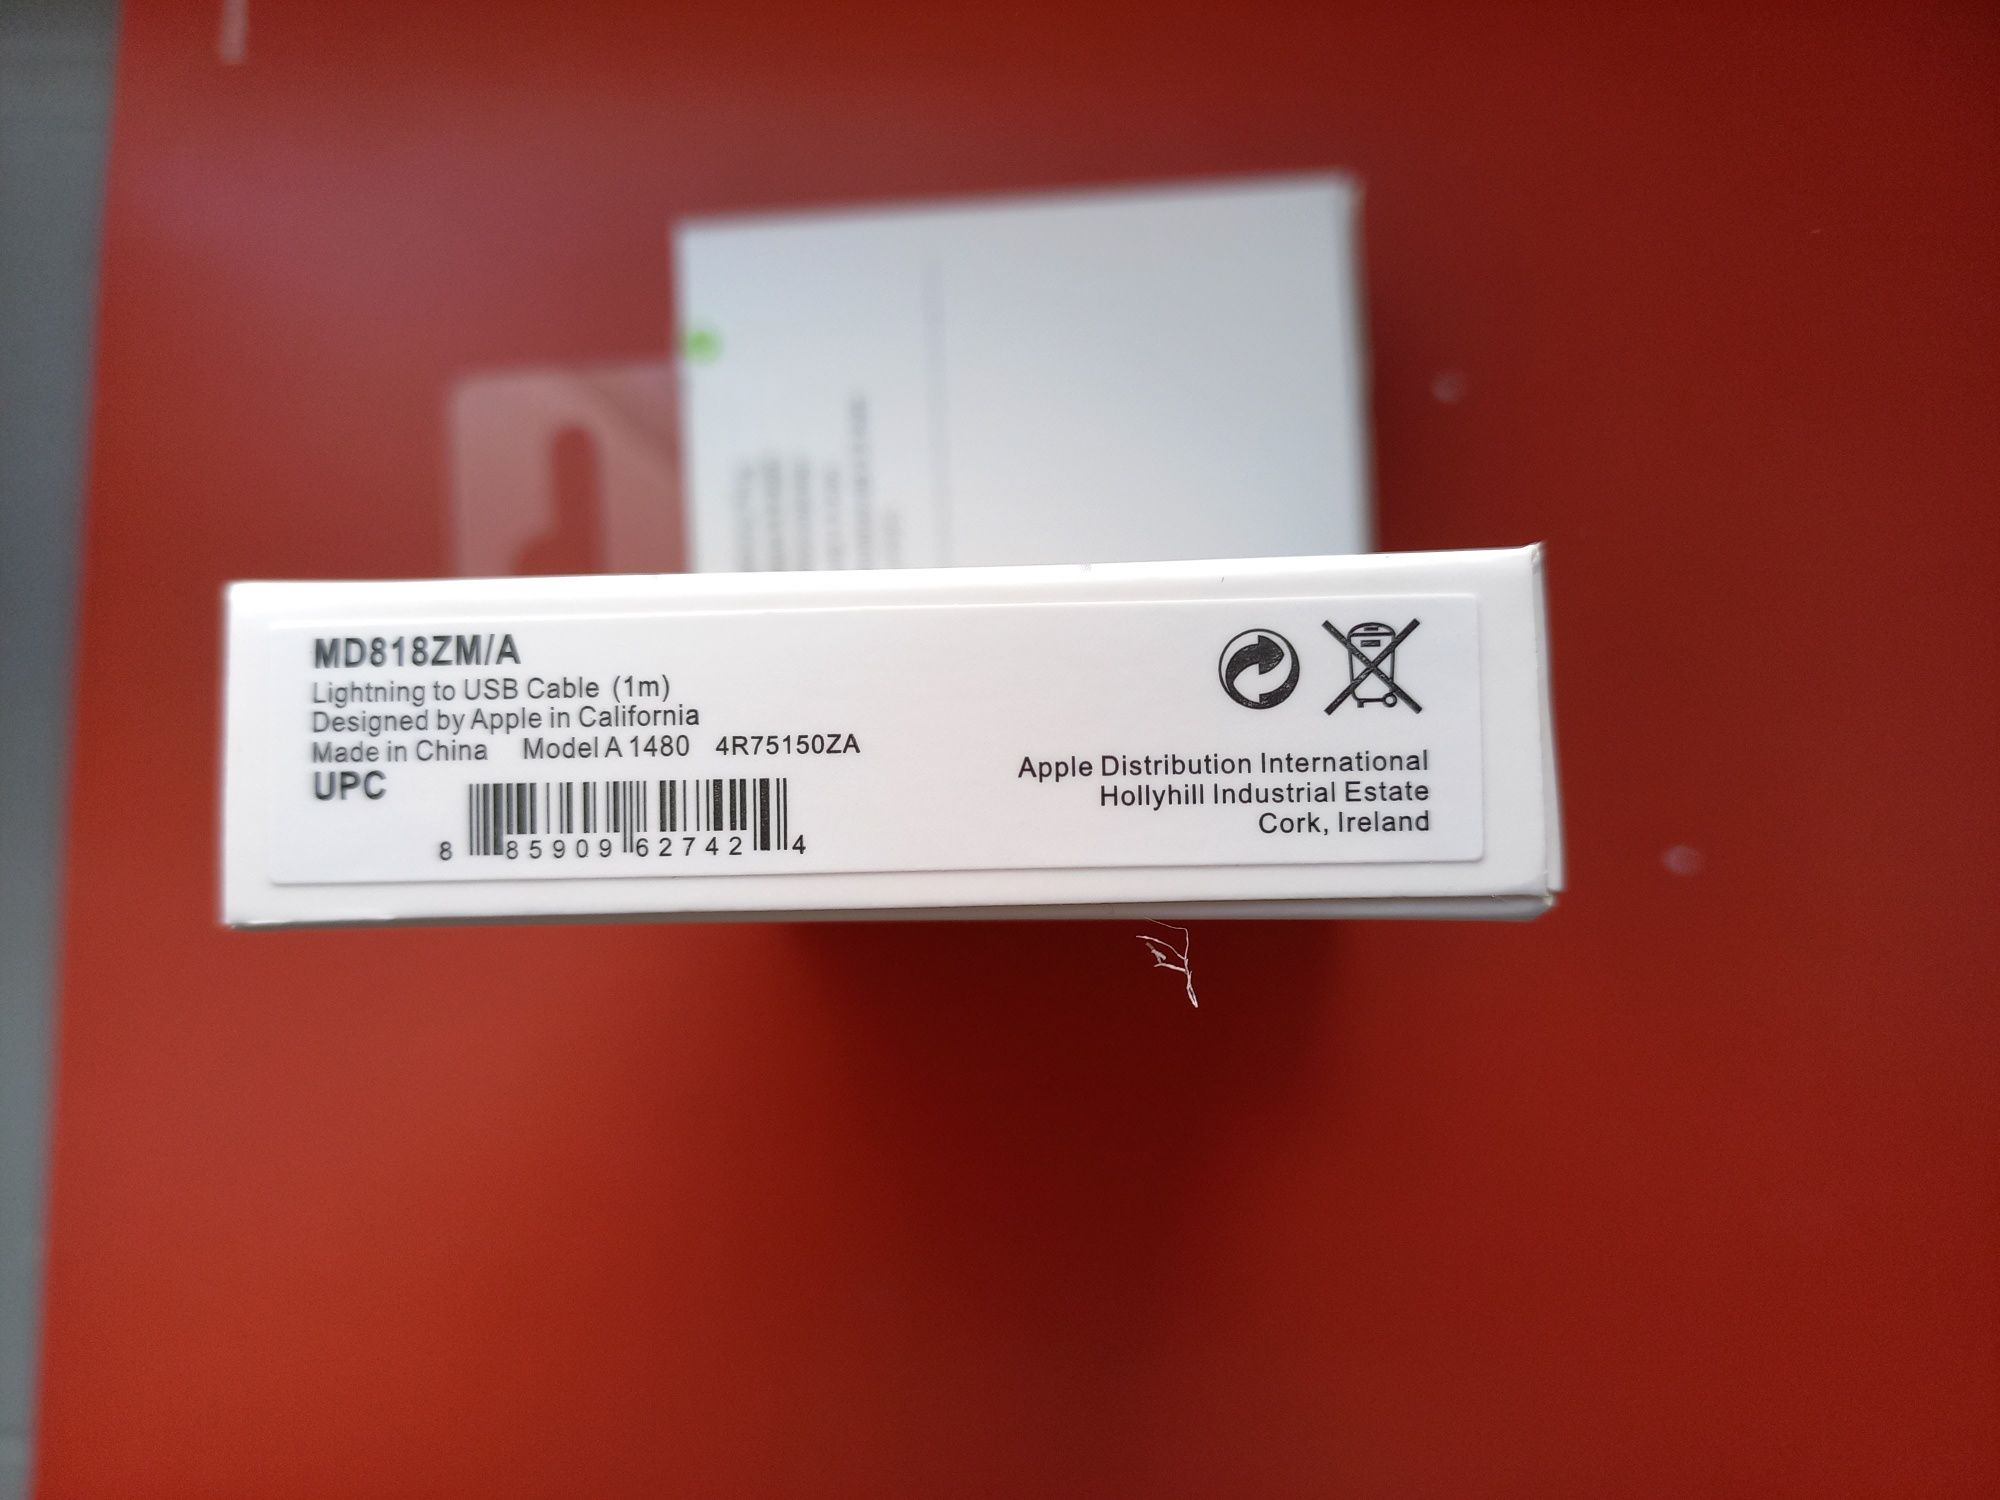 MD818ZM/A
Lightning to USB Cable (1m)
Designed by Apple in California
Made in China Model A 1480 4R75150ZA
UPC
8 85909 62742 4
Apple Distribution International
Hollyhill Industrial Estate
Cork, Ireland